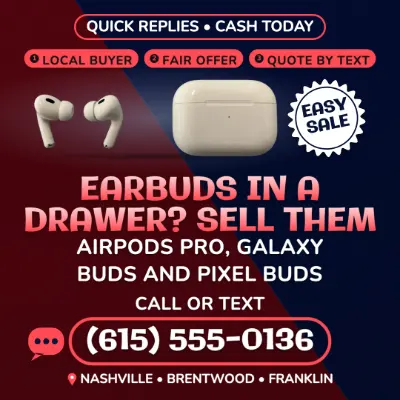 QUICK REPLIES • CASH TODAY
1 LOCAL BUYER 2 FAIR OFFER 3 QUOTE BY TEXT
EASY
SALE
EARBUDS IN A
DRAWER? SELL THEM
AIRPODS PRO, GALAXY
BUDS AND PIXEL BUDS
CALL OR TEXT
(615) 555-0136
NASHVILLE • BRENTWOOD • FRANKLIN